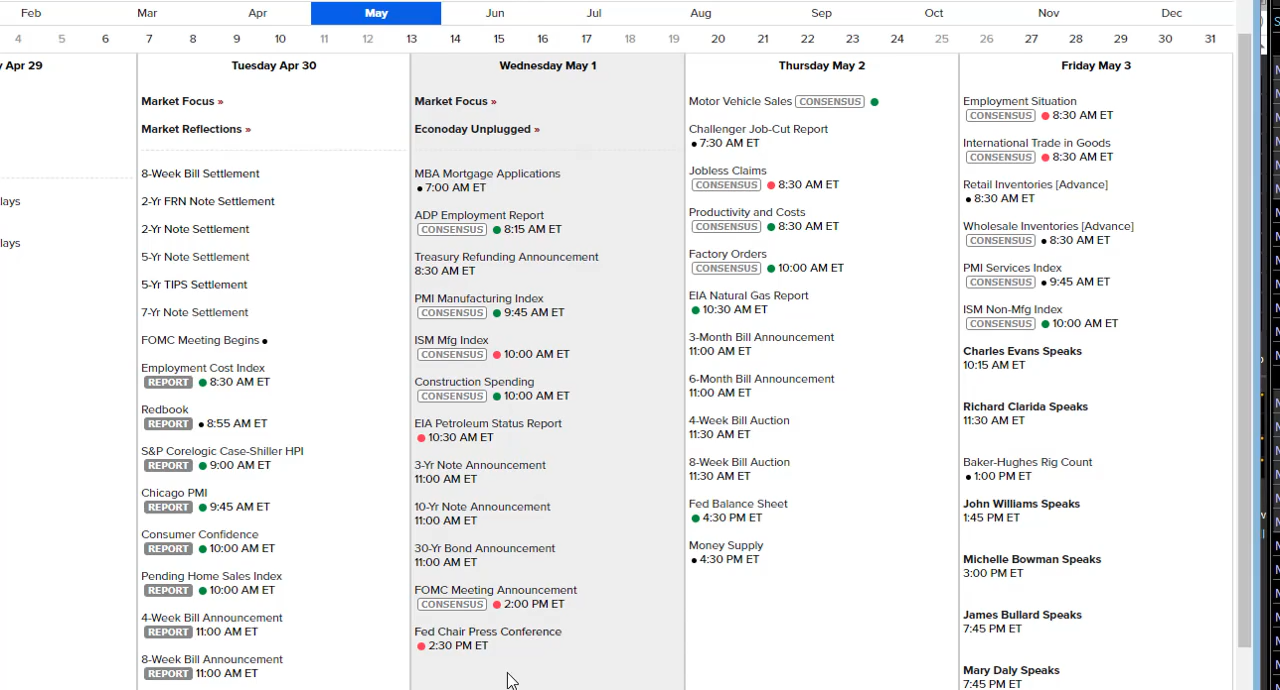 Feb Mar Apr May Jun Jul Aug Sep Oct Nov Dec
4 5 6 7 8 9 10 11 12 13 14 15 16 17 18 19 20 21 22 23 24 25 26 27 28 29 30 31
y Apr 29
lays
lays
Tuesday Apr 30
Market Focus »
Market Reflections »
8-Week Bill Settlement
2-Yr FRN Note Settlement
2-Yr Note Settlement
5-Yr Note Settlement
5-Yr TIPS Settlement
7-Yr Note Settlement
FOMC Meeting Begins
Employment Cost Index
REPORT 8:30 AM ET
Redbook
REPORT 8:55 AM ET
S&P Corelogic Case-Shiller HPI
REPORT 9:00 AM ET
Chicago PMI
REPORT 9:45 AM ET
Consumer Confidence
REPORT 10:00 AM ET
Pending Home Sales Index
REPORT 10:00 AM ET
4-Week Bill Announcement
REPORT 11:00 AM ET
8-Week Bill Announcement
REPORT 11:00 AM ET
Wednesday May 1
Market Focus »
Econoday Unplugged »
MBA Mortgage Applications
7:00 AM ET
ADP Employment Report
CONSENSUS 8:15 AM ET
Treasury Refunding Announcement
8:30 AM ET
PMI Manufacturing Index
CONSENSUS 9:45 AM ET
ISM Mfg Index
CONSENSUS 10:00 AM ET
Construction Spending
CONSENSUS 10:00 AM ET
EIA Petroleum Status Report
10:30 AM ET
3-Yr Note Announcement
11:00 AM ET
10-Yr Note Announcement
11:00 AM ET
30-Yr Bond Announcement
11:00 AM ET
FOMC Meeting Announcement
CONSENSUS 2:00 PM ET
Fed Chair Press Conference
2:30 PM ET
Thursday May 2
Motor Vehicle Sales CONSENSUS
Challenger Job-Cut Report
7:30 AM ET
Jobless Claims
CONSENSUS 8:30 AM ET
Productivity and Costs
CONSENSUS 8:30 AM ET
Factory Orders
CONSENSUS 10:00 AM ET
EIA Natural Gas Report
10:30 AM ET
3-Month Bill Announcement
11:00 AM ET
6-Month Bill Announcement
11:00 AM ET
4-Week Bill Auction
11:30 AM ET
8-Week Bill Auction
11:30 AM ET
Fed Balance Sheet
4:30 PM ET
Money Supply
4:30 PM ET
Friday May 3
Employment Situation
CONSENSUS 8:30 AM ET
International Trade in Goods
CONSENSUS 8:30 AM ET
Retail Inventories [Advance]
8:30 AM ET
Wholesale Inventories [Advance]
CONSENSUS 8:30 AM ET
PMI Services Index
CONSENSUS 9:45 AM ET
ISM Non-Mfg Index
CONSENSUS 10:00 AM ET
Charles Evans Speaks
10:15 AM ET
Richard Clarida Speaks
11:30 AM ET
Baker-Hughes Rig Count
1:00 PM ET
John Williams Speaks
1:45 PM ET
Michelle Bowman Speaks
3:00 PM ET
James Bullard Speaks
7:45 PM ET
Mary Daly Speaks
7:45 PM ET